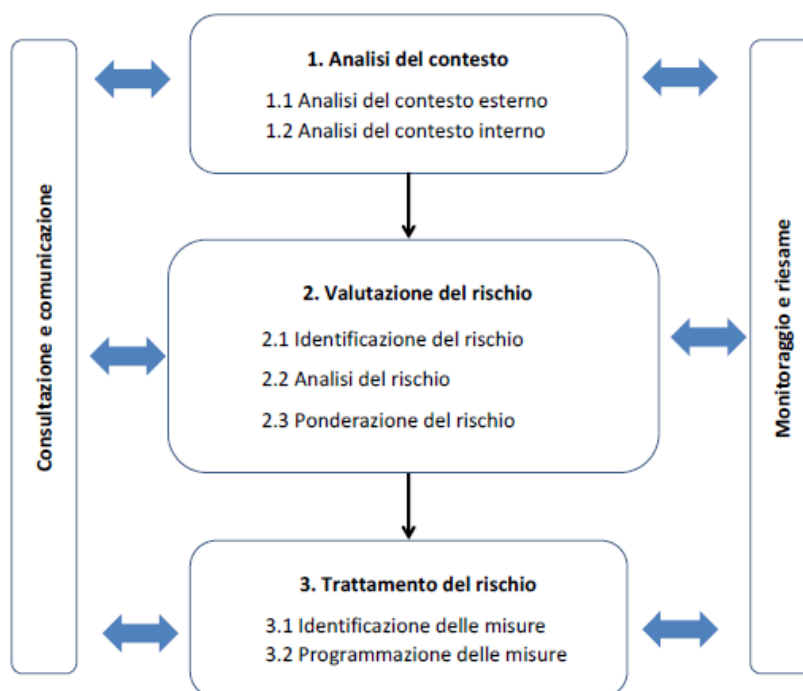 Consultazione e comunicazione
1. Analisi del contesto
1.1 Analisi del contesto esterno
1.2 Analisi del contesto interno
2. Valutazione del rischio
2.1 Identificazione del rischio
2.2 Analisi del rischio
2.3 Ponderazione del rischio
3. Trattamento del rischio
3.1 Identificazione delle misure
3.2 Programmazione delle misure
Monitoraggio e riesame